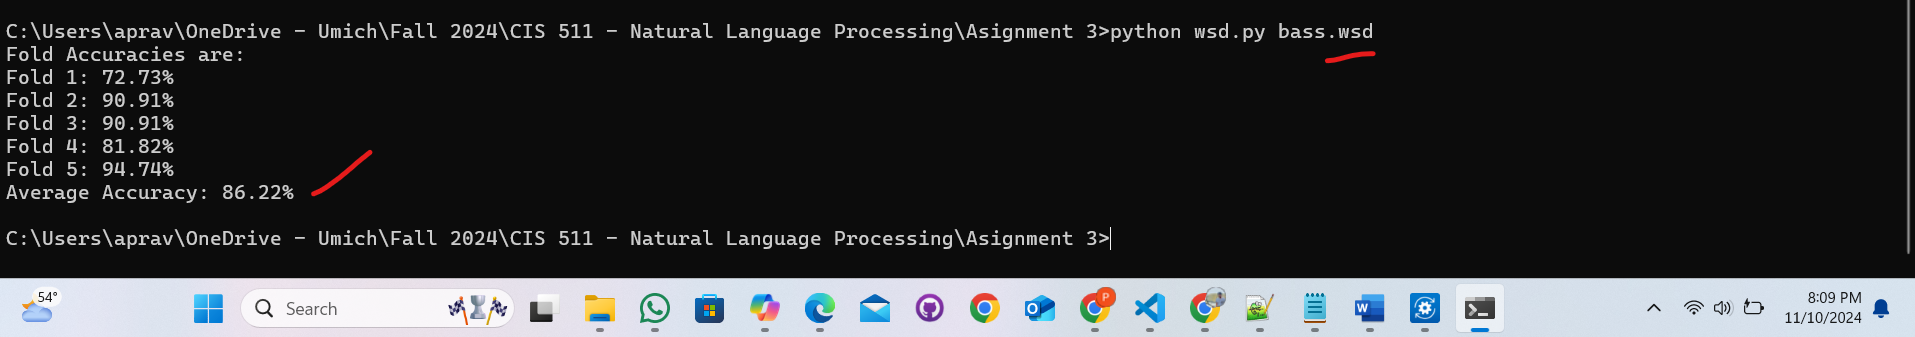 C:\Users\aprav\OneDrive - Umich\Fall 2024\CIS 511 - Natural Language Processing\Asignment 3>python wsd.py bass.wsd
Fold Accuracies are:
Fold 1: 72.73%
Fold 2: 90.91%
Fold 3: 90.91%
Fold 4: 81.82%
Fold 5: 94.74%
Average Accuracy: 86.22%
C:\Users\aprav\OneDrive - Umich\Fall 2024\CIS 511 - Natural Language Processing\Asignment 3>
54°
Search
P
8:09 PM
11/10/2024